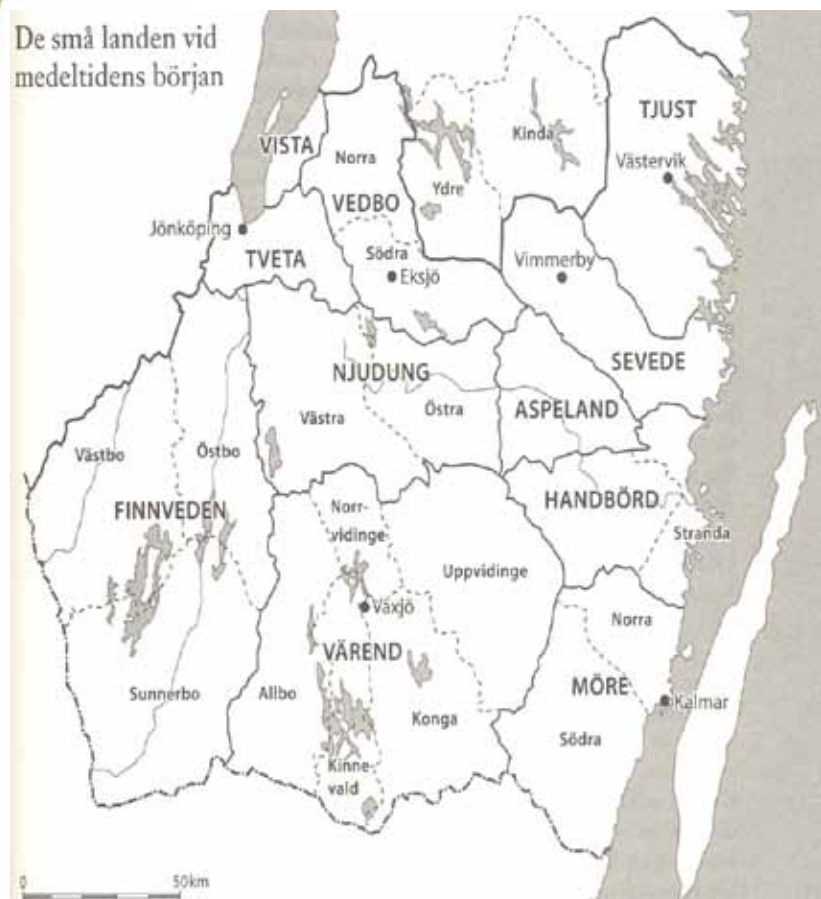 De små landen vid
medeltidens början
TJUST
Kinda
VISTA
Norra
Västervik
Ydre
VEDBO
Jönköping
Södra
TVETA
Eksjö
Vimmerby
SEVEDE
NJUDUNG
Västra
Östra
ASPELAND
Västbo
Östbo
HANDBÖRD
FINNVEDEN
Norr-
vidinge
Stranda
Uppvidinge
Växjö
Norra
VÄREND
Sunnerbo
Allbo
MÖRE
Kalmar
Konga
Södra
Kinne-
vald
0
50km